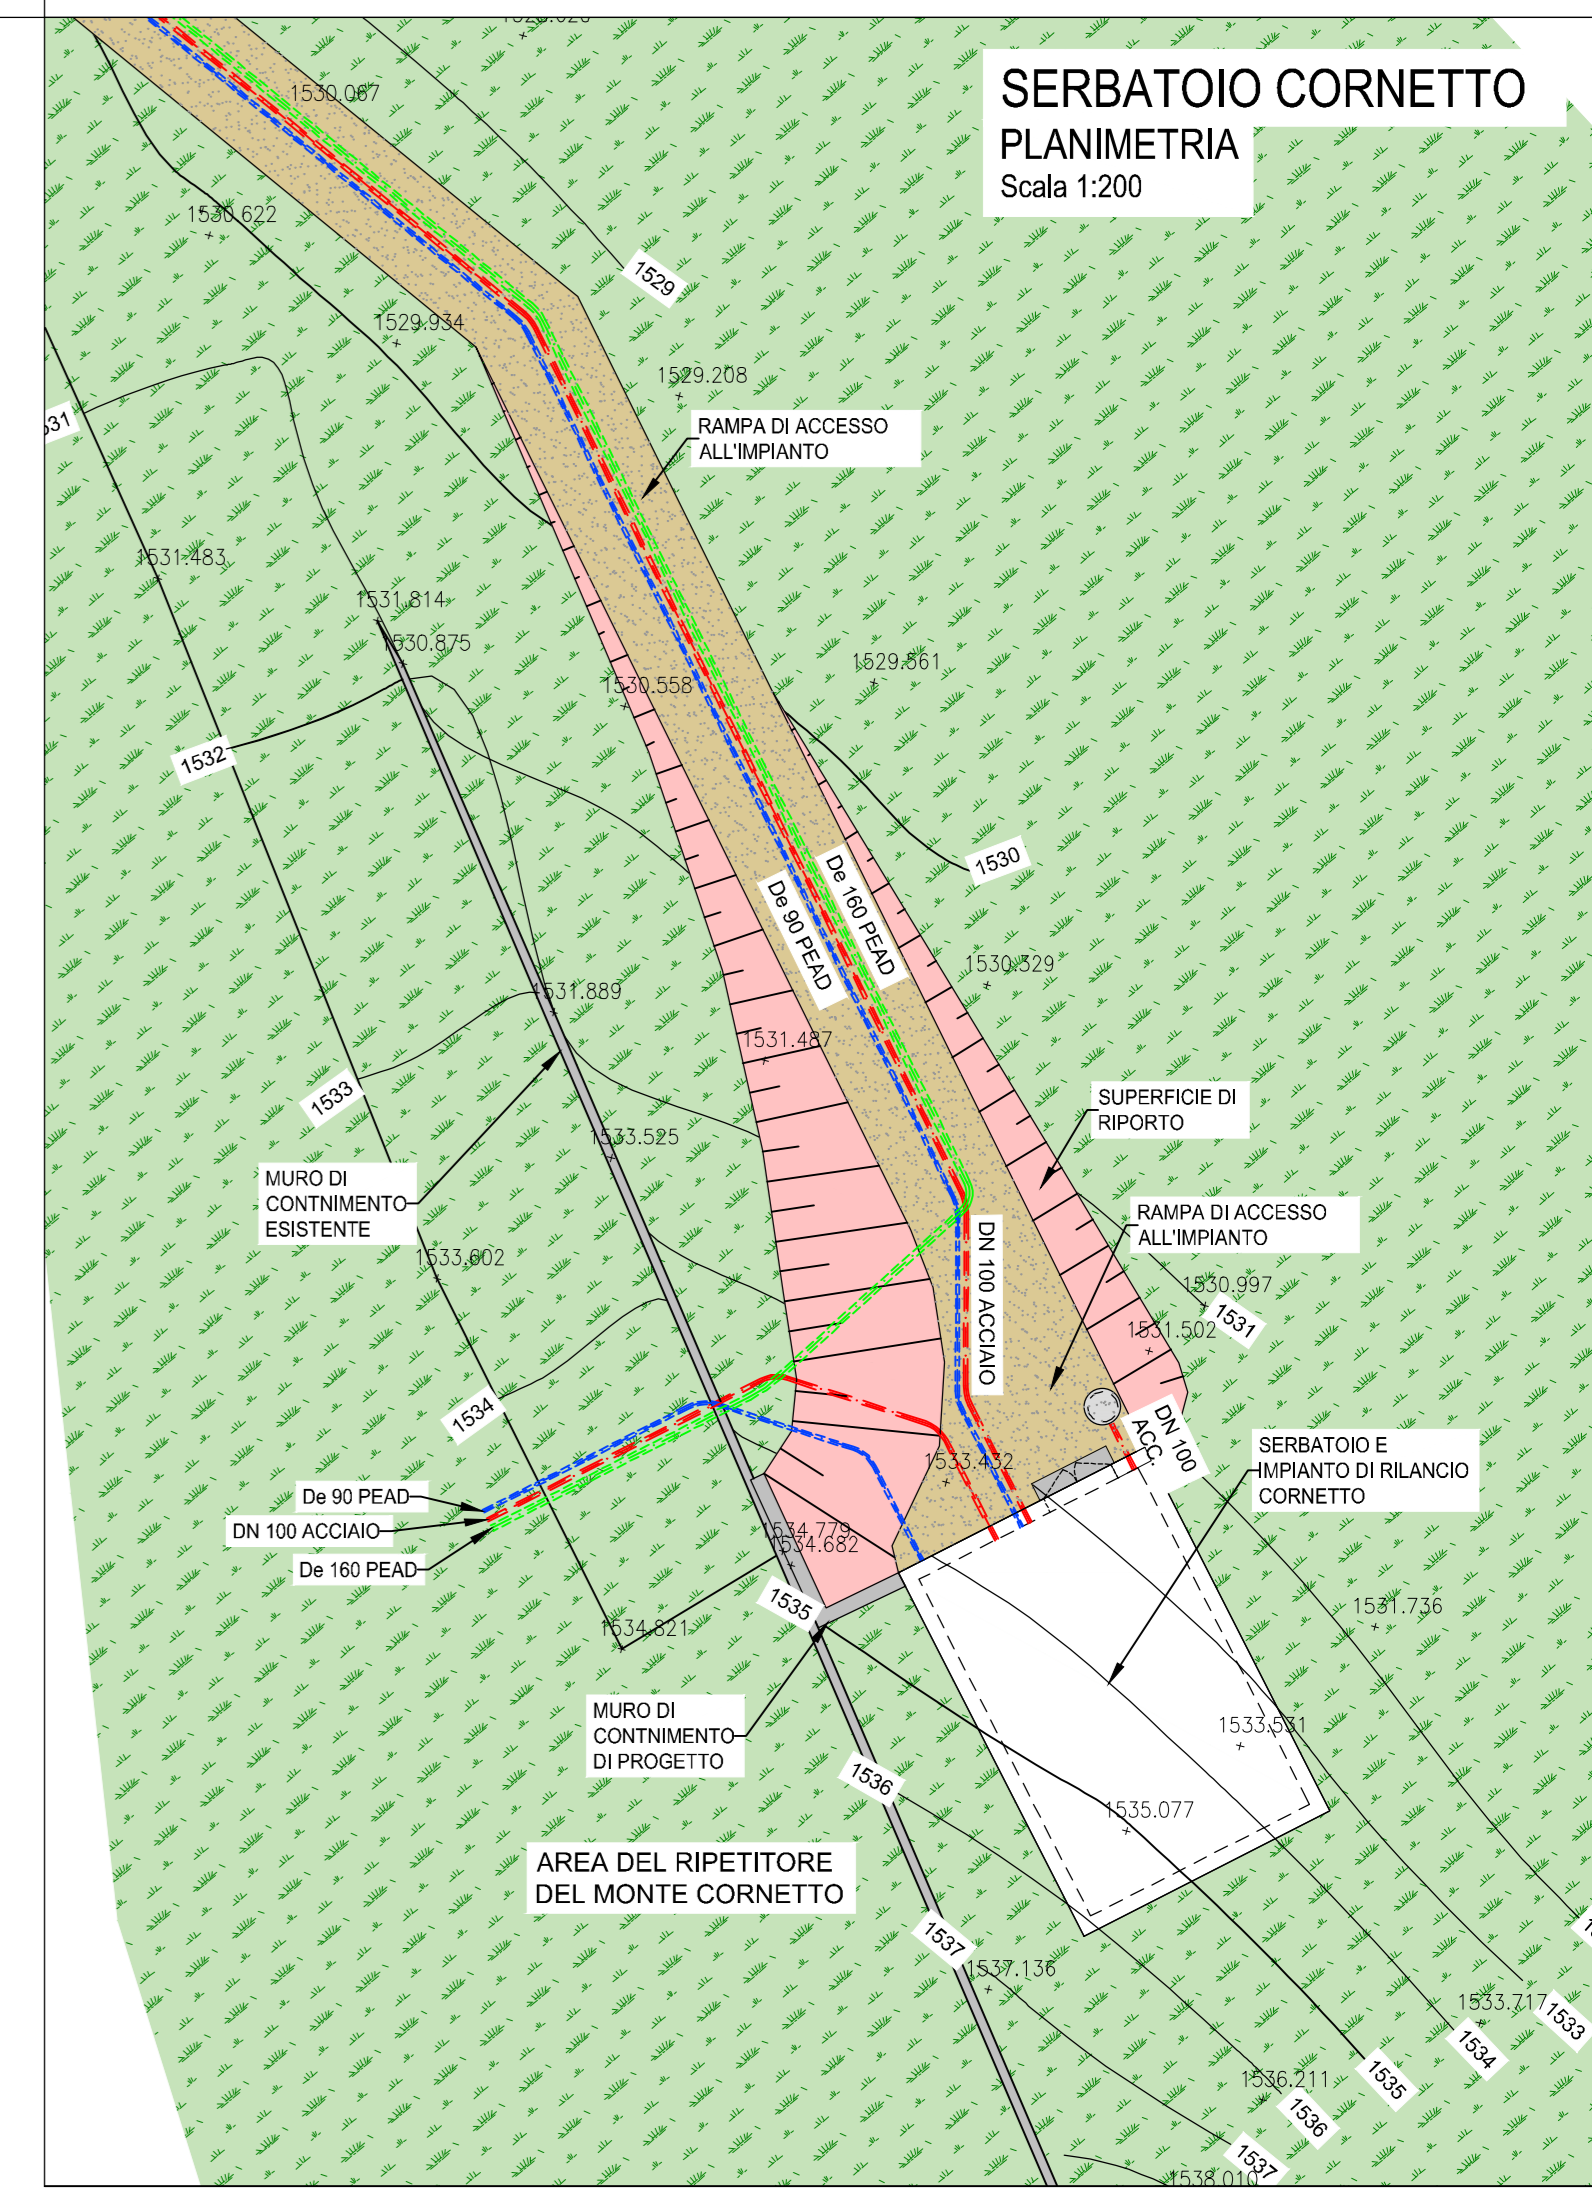 SERBATOIO CORNETTO
PLANIMETRIA
Scala 1:200
1530.067
1530.622
1529
1529.934
1529.208
RAMPA DI ACCESSO
ALL'IMPIANTO
1531.483
1531.814
1530.875
1529.561
1530.558
1532
1530
De 160 PEAD
De 90 PEAD
1530.329
1531.889
1531.487
1533
SUPERFICIE DI
RIPORTO
1533.525
MURO DI
CONTNIMENTO
ESISTENTE
RAMPA DI ACCESSO
ALL'IMPIANTO
1533.602
DN 100 ACCIAIO
1530.997
1531
1531.502
1534
DN 100
ACC.
SERBATOIO E
IMPIANTO DI RILANCIO
CORNETTO
1533.432
De 90 PEAD
DN 100 ACCIAIO
De 160 PEAD
1534.779
1534.682
1535
1534.821
1531.736
MURO DI
CONTNIMENTO
DI PROGETTO
1533.531
1536
1535.077
AREA DEL RIPETITORE
DEL MONTE CORNETTO
1537
1537.136
1533.717
1533
1534
1535
1536.211
1536
1537
1538.010